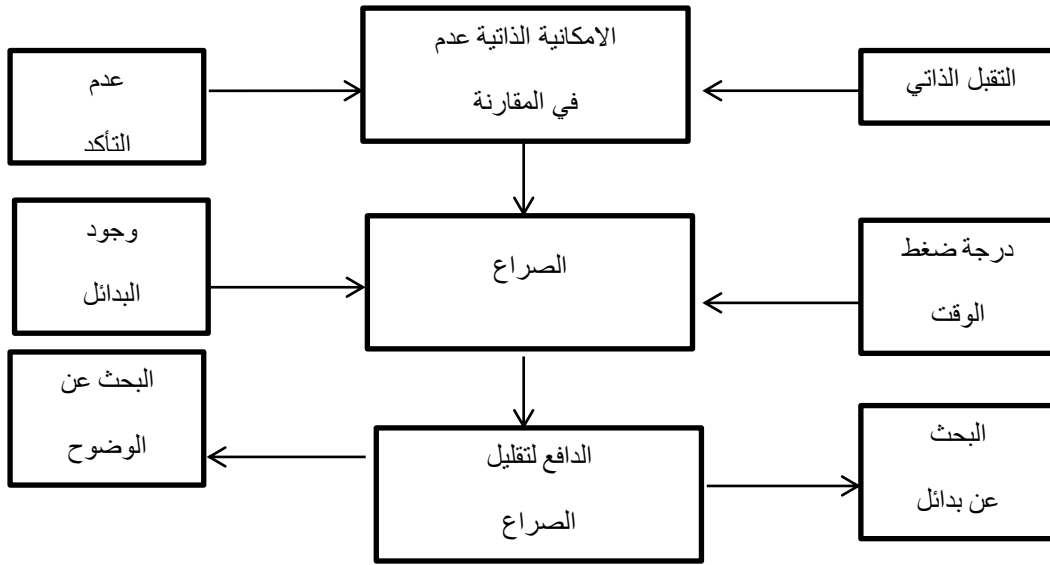 الامكانية الذاتية عدم
في المقارنة
التقبل الذاتي
عدم
التأكد
الصراع
درجة ضغط
الوقت
وجود
البدائل
الدافع لتقليل
الصراع
البحث
عن بدائل
البحث عن
الوضوح